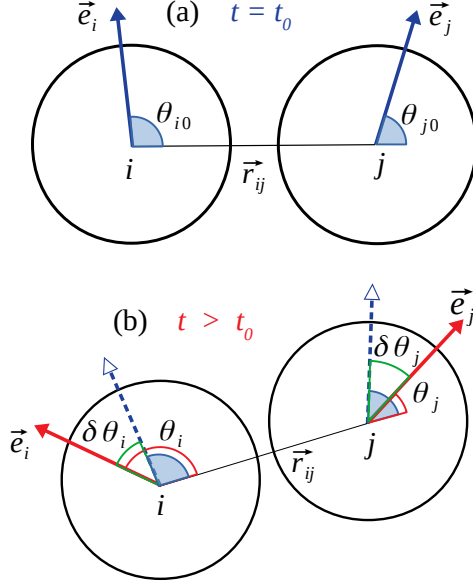 (a) t = t₀
e⃗ᵢ
e⃗ⱼ
θᵢ₀
θⱼ₀
i
r⃗ᵢⱼ
j
(b) t > t₀
e⃗ⱼ
δθⱼ
θⱼ
e⃗ᵢ
δθᵢ
θᵢ
j
r⃗ᵢⱼ
i